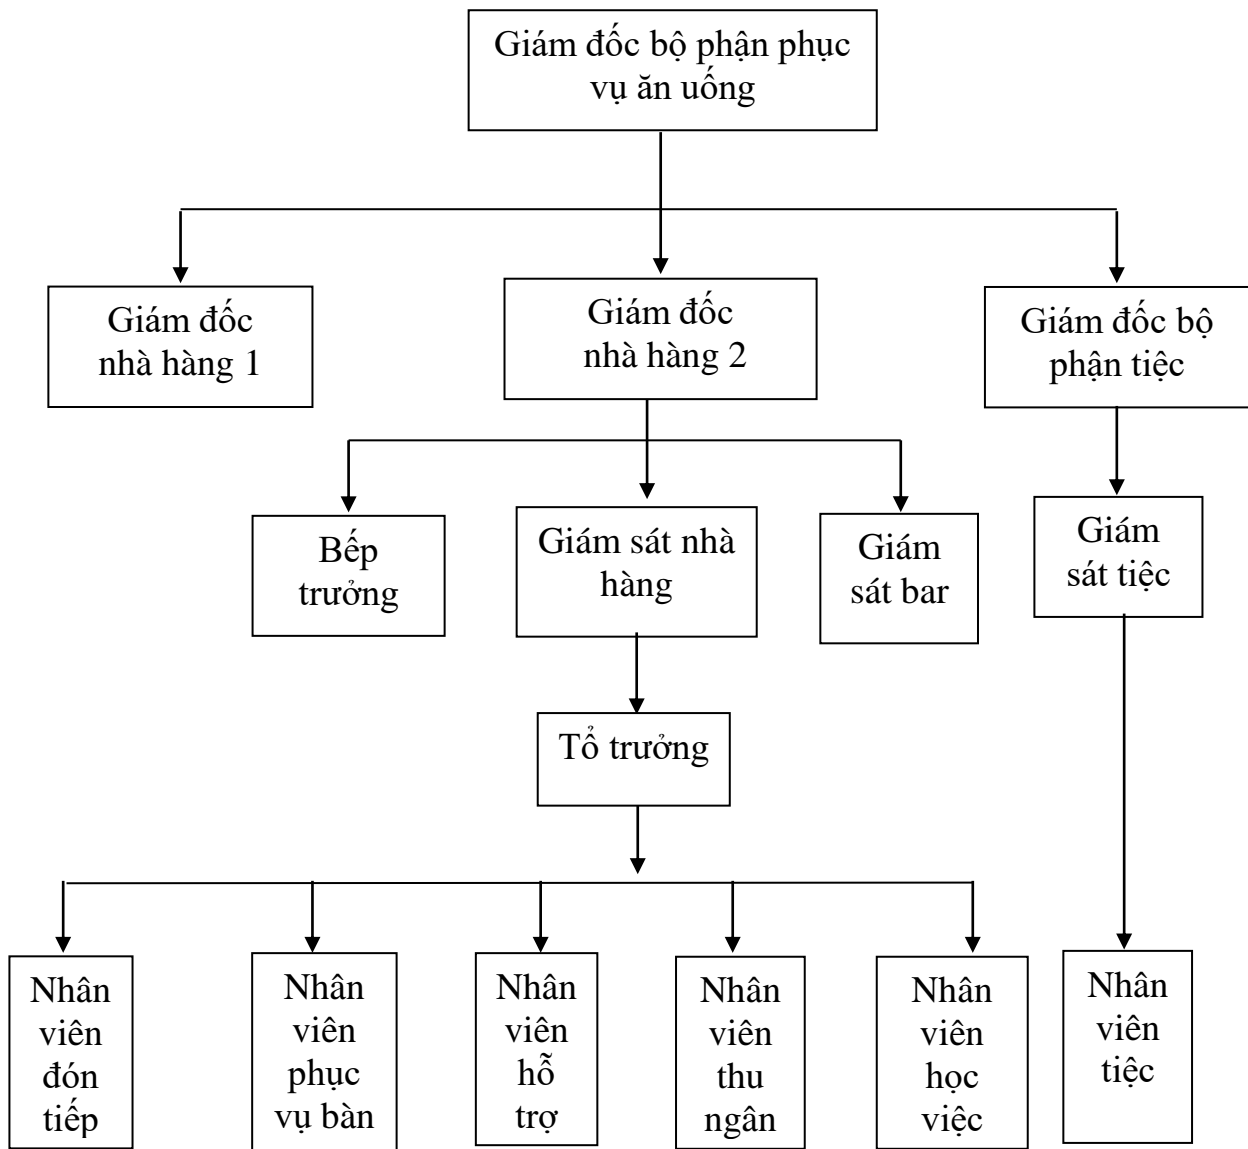 Giám đốc bộ phận phục
vụ ăn uống
Giám đốc
nhà hàng 1
Giám đốc
nhà hàng 2
Giám đốc bộ
phận tiệc
Bếp
trưởng
Giám sát nhà
hàng
Giám
sát bar
Giám
sát tiệc
Tổ trưởng
Nhân
viên
đón
tiếp
Nhân
viên
phục
vụ bàn
Nhân
viên
hỗ
trợ
Nhân
viên
thu
ngân
Nhân
viên
học
việc
Nhân
viên
tiệc